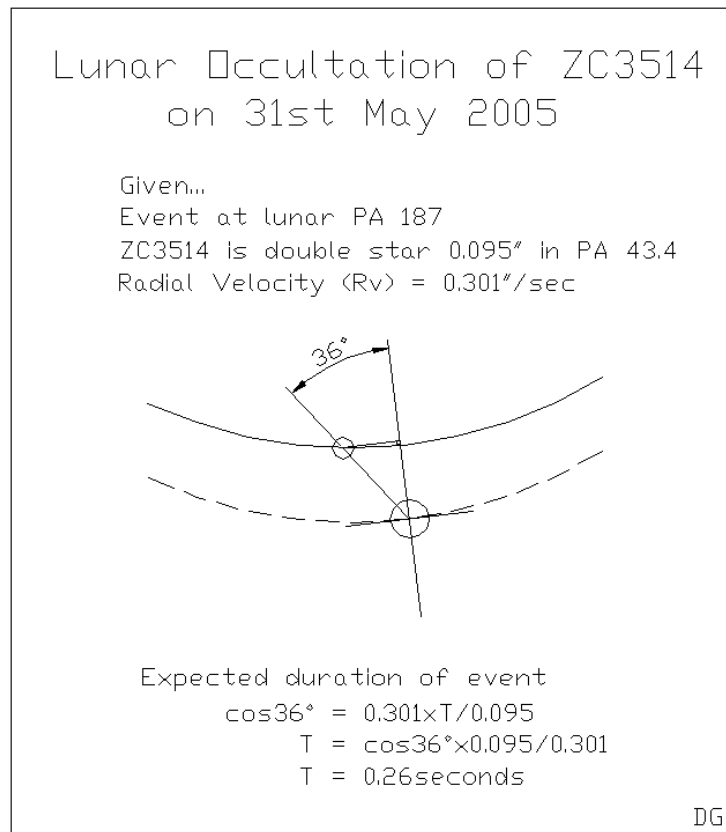 Lunar Occultation of ZC3514
on 31st May 2005
Given...
Event at lunar PA 187
ZC3514 is double star 0.095" in PA 43.4
Radial Velocity (Rv) = 0.301"/sec
36°
Expected duration of event
cos36° = 0.301xT/0.095
T = cos36°x0.095/0.301
T = 0.26seconds
DG